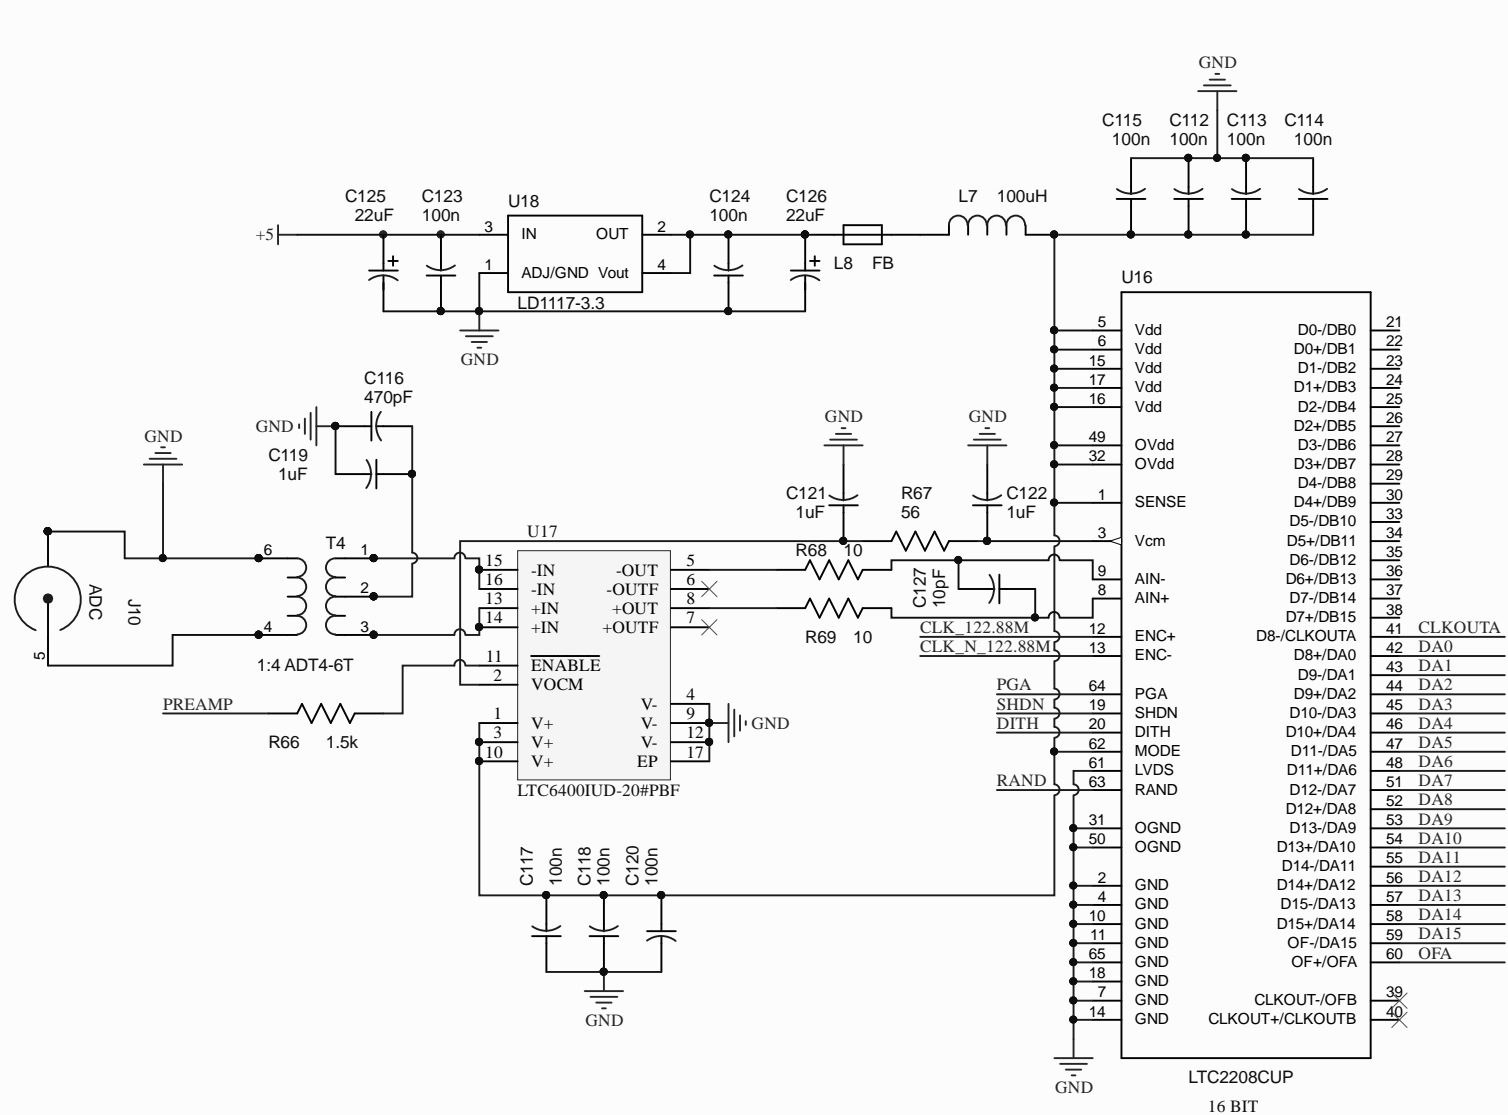 GND
C115 C112 C113 C114
100n 100n 100n 100n
C125 C123 U18 C124 C126 L7 100uH
22uF 100n 100n 22uF
+5 3 IN OUT 2
+ 1 ADJ/GND Vout 4 + L8 FB
LD1117-3.3
GND
U16
5 Vdd D0-/DB0 21
6 Vdd D0+/DB1 22
15 Vdd D1-/DB2 23
17 Vdd D1+/DB3 24
16 Vdd D2-/DB4 25
D2+/DB5 26
49 OVdd D3-/DB6 27
32 OVdd D3+/DB7 28
D4-/DB8 29
1 SENSE D4+/DB9 30
D5-/DB10 33
3 Vcm D5+/DB11 34
D6-/DB12 35
9 AIN- D6+/DB13 36
8 AIN+ D7-/DB14 37
D7+/DB15 38
CLK_122.88M 12 ENC+ D8-/CLKOUTA 41 CLKOUTA
CLK_N_122.88M 13 ENC- D8+/DA0 42 DA0
D9-/DA1 43 DA1
PGA 64 PGA D9+/DA2 44 DA2
SHDN 19 SHDN D10-/DA3 45 DA3
DITH 20 DITH D10+/DA4 46 DA4
62 MODE D11-/DA5 47 DA5
61 LVDS D11+/DA6 48 DA6
RAND 63 RAND D12-/DA7 51 DA7
D12+/DA8 52 DA8
31 OGND D13-/DA9 53 DA9
50 OGND D13+/DA10 54 DA10
D14-/DA11 55 DA11
2 GND D14+/DA12 56 DA12
4 GND D15-/DA13 57 DA13
10 GND D15+/DA14 58 DA14
11 GND OF-/DA15 59 DA15
65 GND OF+/OFA 60 OFA
18 GND
7 GND CLKOUT-/OFB 39
14 GND CLKOUT+/CLKOUTB 40
GND
LTC2208CUP
16 BIT
C116
470pF
GND
C119
1uF
GND
GND
GND
C121
1uF
R67
56
C122
1uF
R68 10
C127
10pF
R69 10
ADC
J10
5
6
4
T4
1
2
3
1:4 ADT4-6T
PREAMP
R66 1.5k
U17
15 -IN -OUT 5
16 -IN -OUTF 6
13 +IN +OUT 8
14 +IN +OUTF 7
11 ENABLE
2 VOCM
V- 4
1 V+ V- 9 GND
3 V+ V- 12
10 V+ EP 17
LTC6400IUD-20#PBF
C117
100n
C118
100n
C120
100n
GND